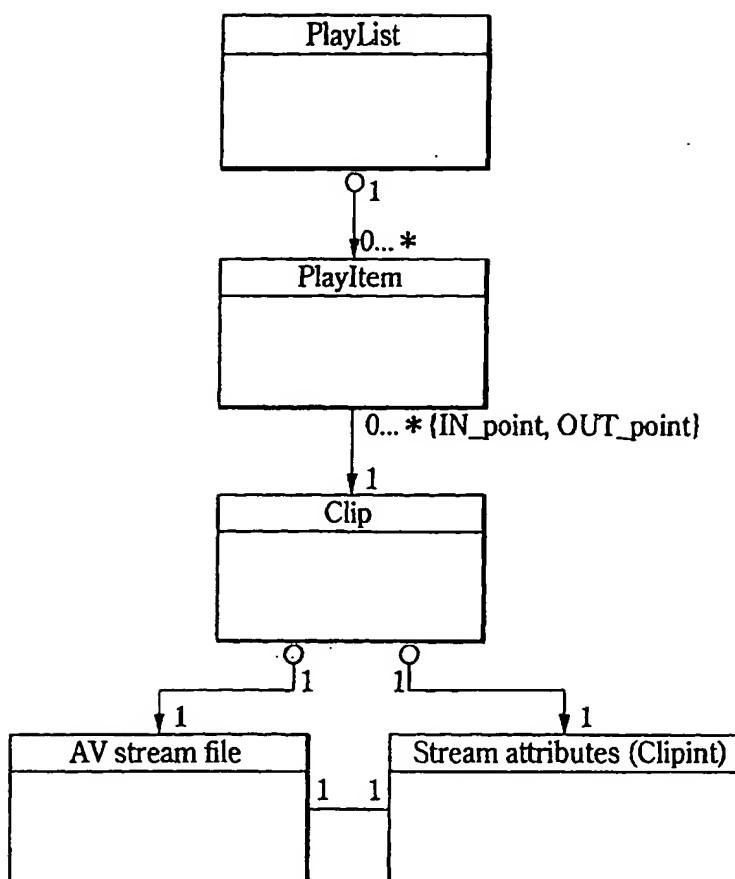 PlayList
1
0... *
PlayItem
0... * {IN_point, OUT_point}
1
Clip
1 1
1 1
AV stream file Stream attributes (Clipint)
1 1